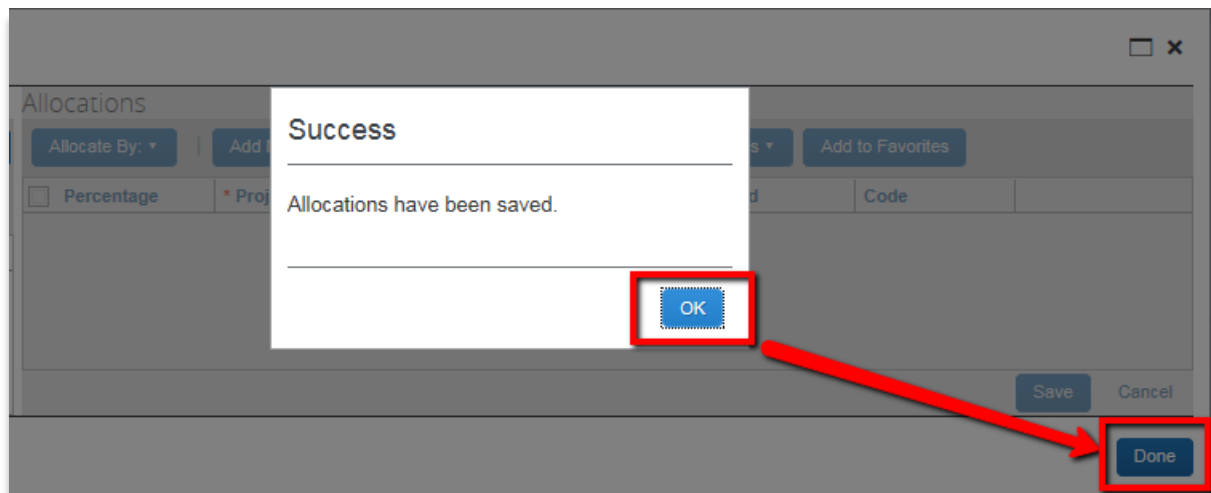 Allocations
Allocate By:
Add
Add to Favorites
Percentage
* Proj
Code
Success
Allocations have been saved.
OK
Save
Cancel
Done